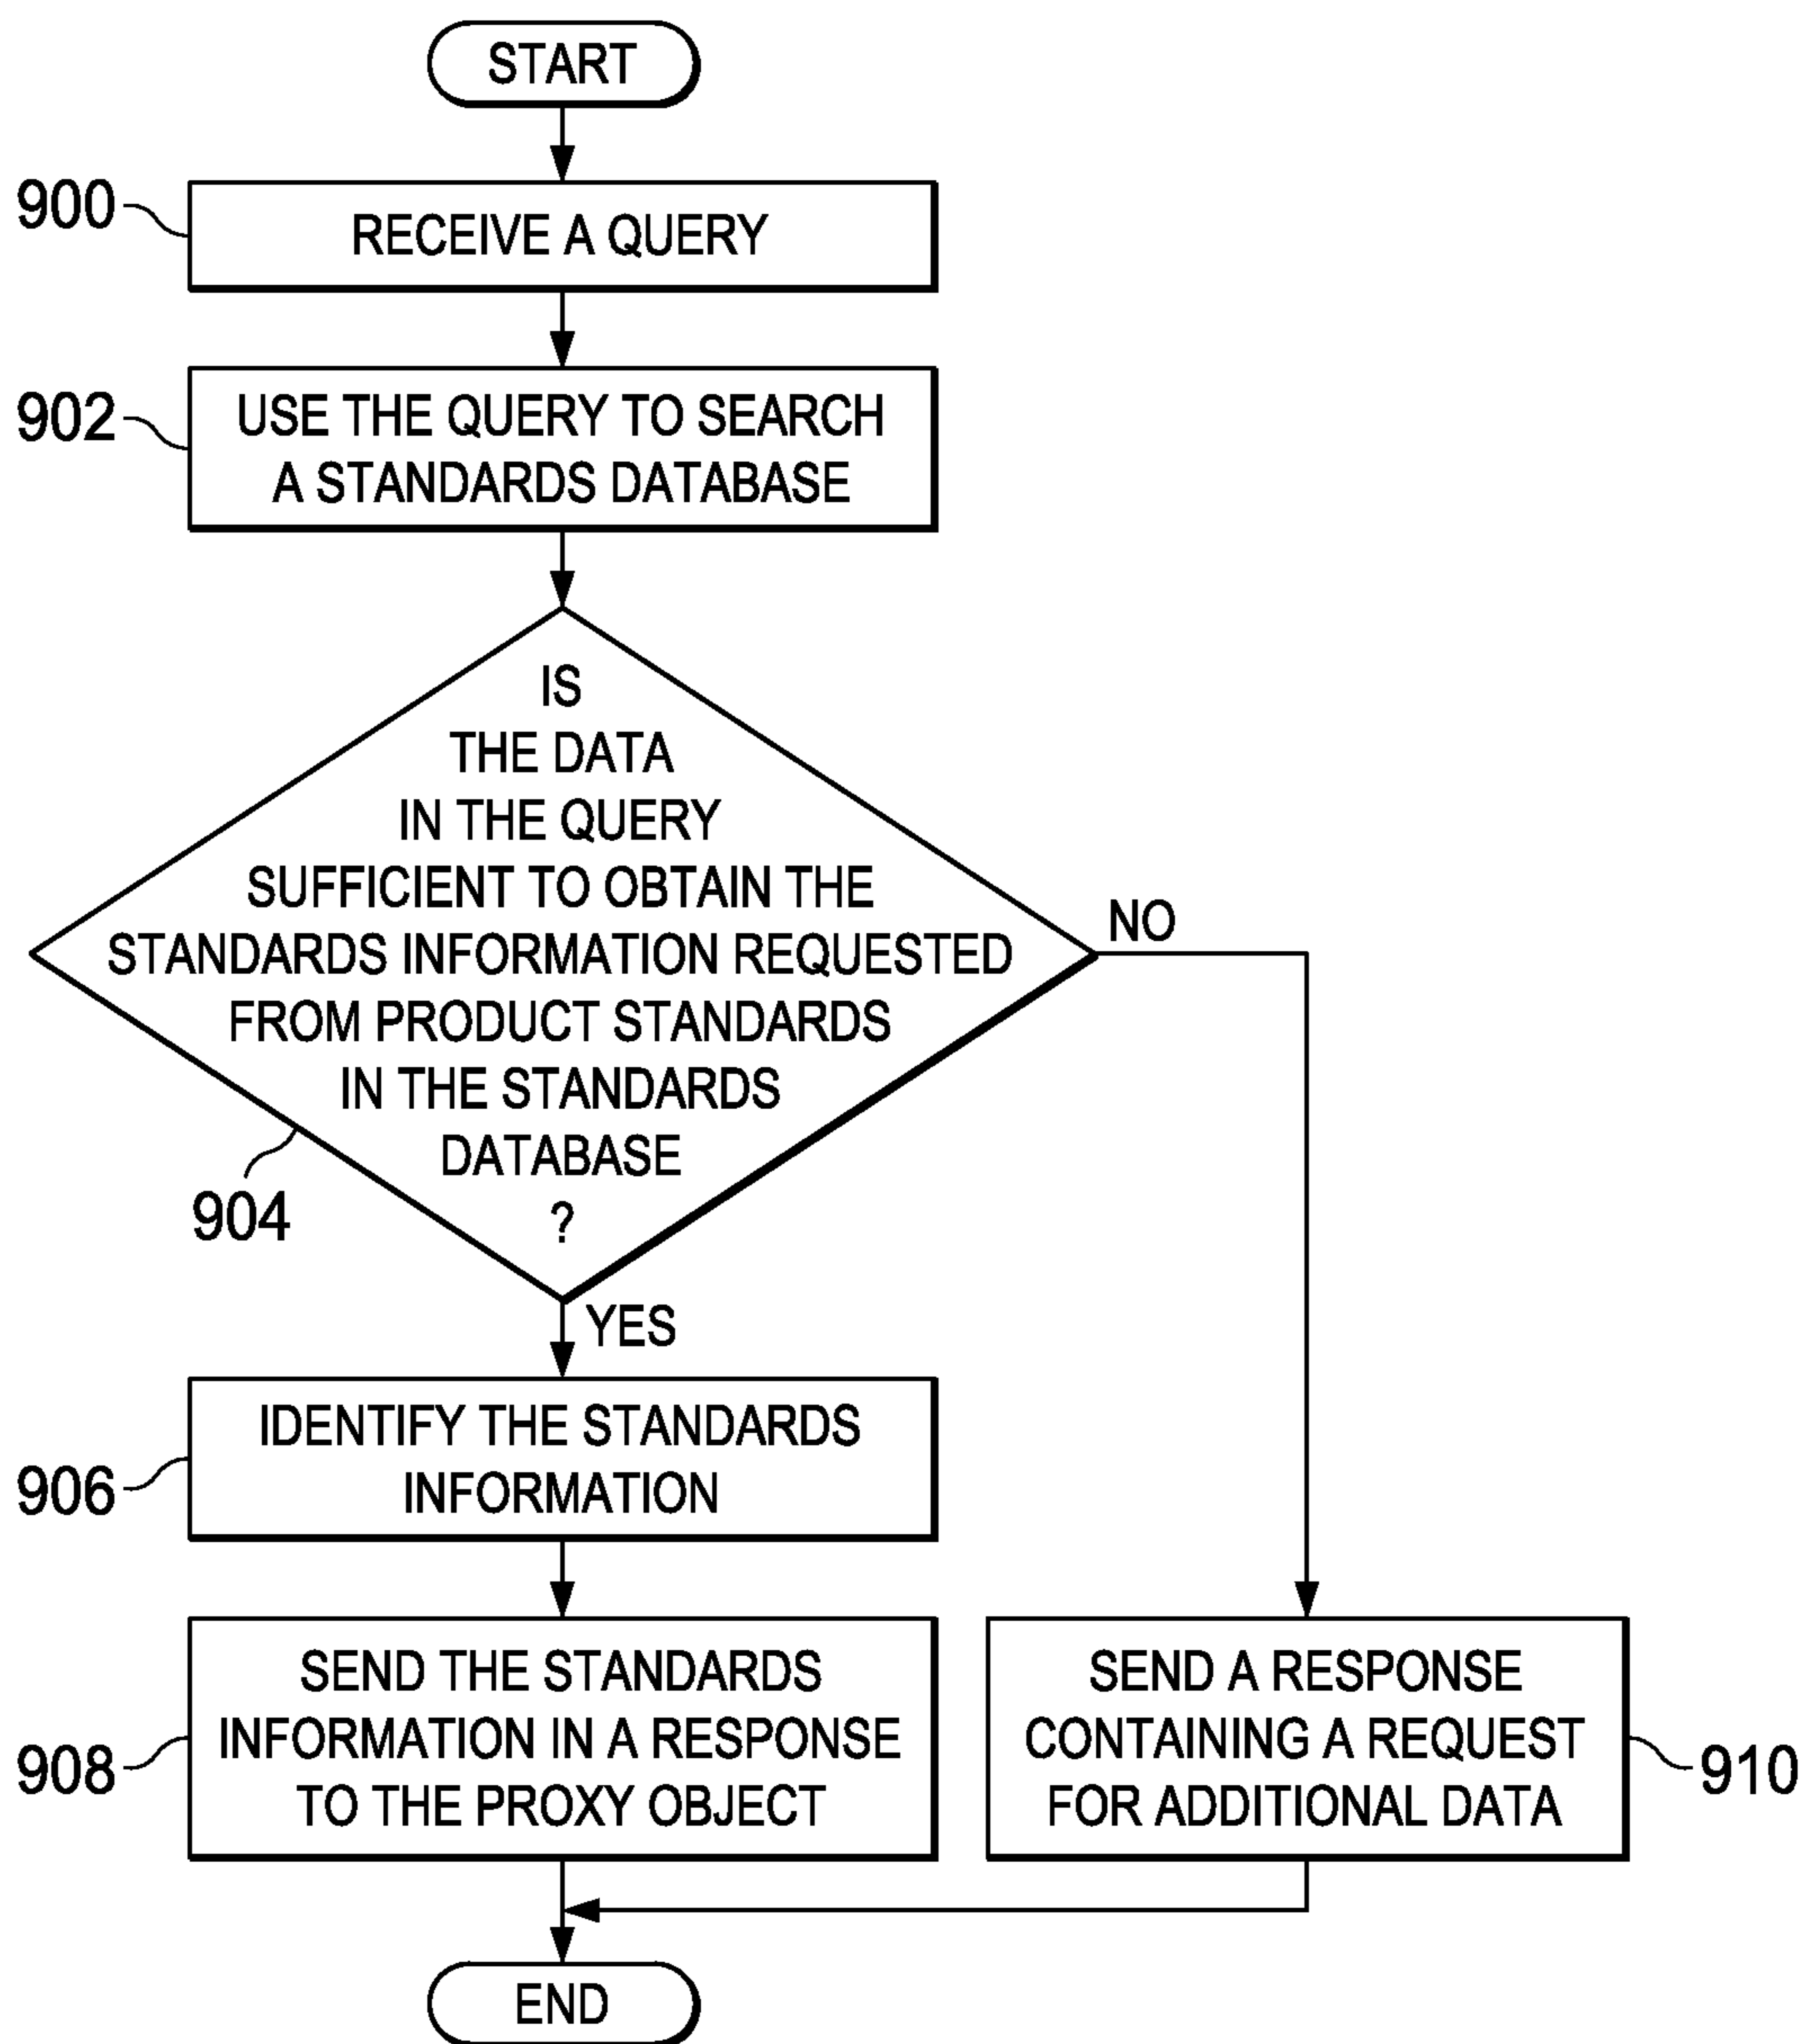 START
900
RECEIVE A QUERY
902
USE THE QUERY TO SEARCH
A STANDARDS DATABASE
IS
THE DATA
IN THE QUERY
SUFFICIENT TO OBTAIN THE
STANDARDS INFORMATION REQUESTED
FROM PRODUCT STANDARDS
IN THE STANDARDS
DATABASE
?
904
NO
YES
906
IDENTIFY THE STANDARDS
INFORMATION
908
SEND THE STANDARDS
INFORMATION IN A RESPONSE
TO THE PROXY OBJECT
SEND A RESPONSE
CONTAINING A REQUEST
FOR ADDITIONAL DATA
910
END